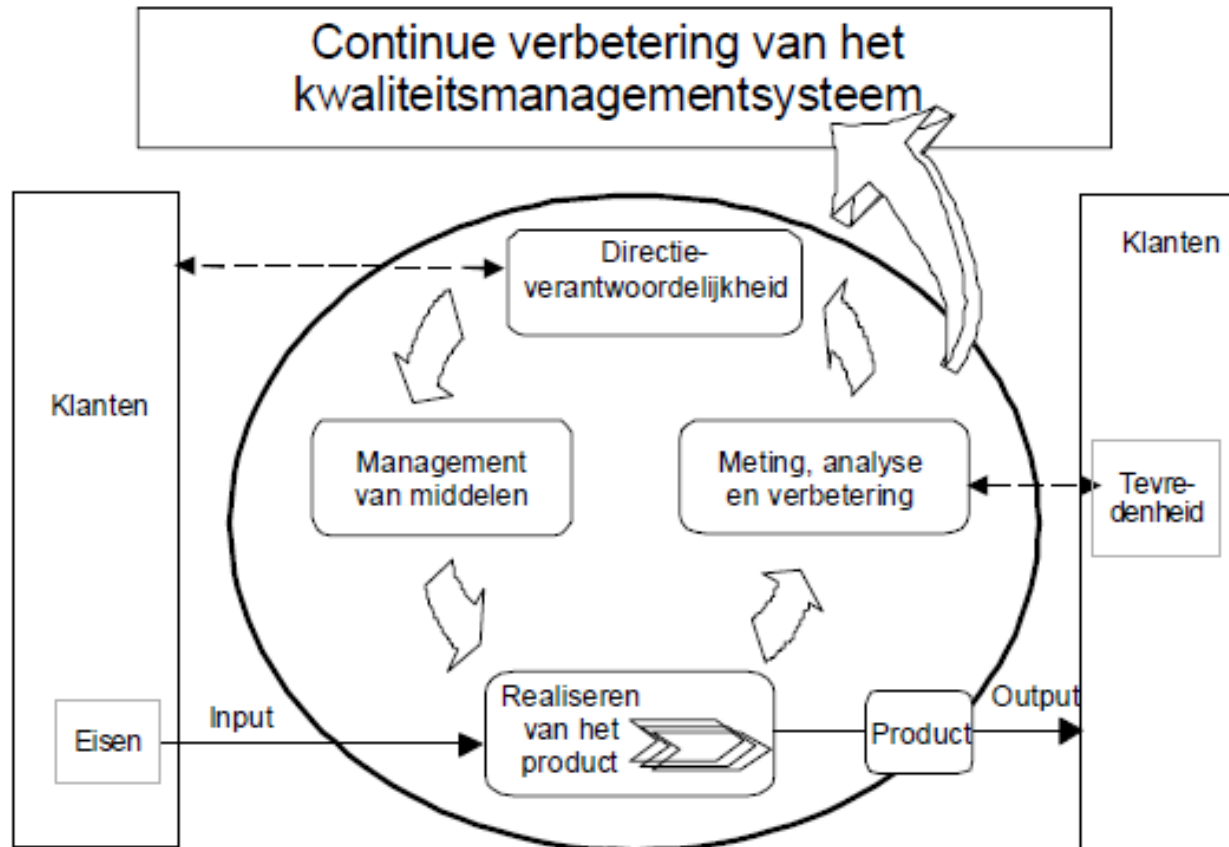 Continue verbetering van het
kwaliteitsmanagementsysteem
Klanten
Directie-
verantwoordelijkheid
Klanten
Management
van middelen
Meting, analyse
en verbetering
Tevre-
denheid
Eisen
Input
Realiseren
van het
product
Product
Output